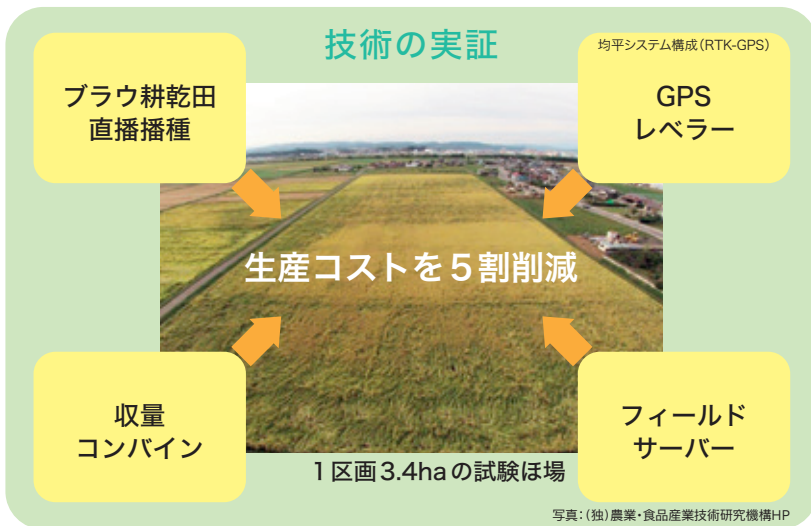 技術の実証
ブラウ耕乾田
直播播種
均平システム構成(RTK-GPS)
GPS
レベラー
生産コストを5割削減
収量
コンバイン
フィールド
サーバー
1区画3.4haの試験ほ場
写真:(独)農業・食品産業技術研究機構HP